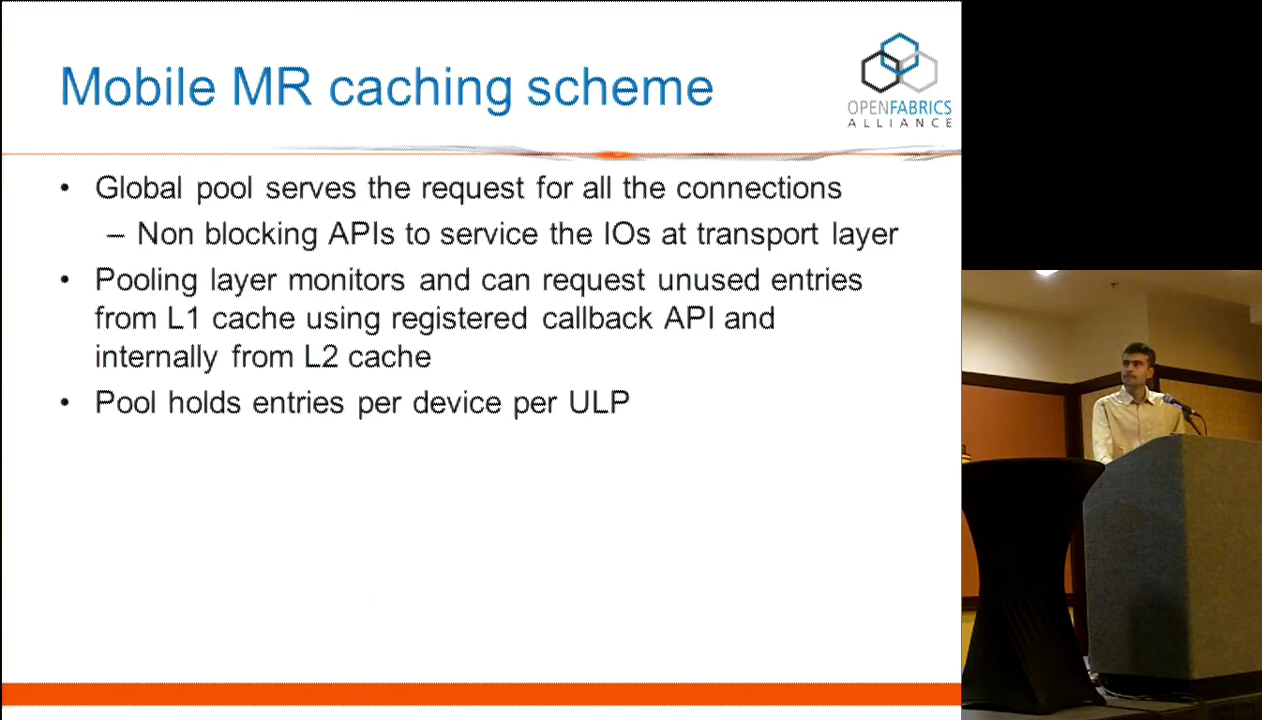 Mobile MR caching scheme
OPENFABRICS
ALLIANCE
• Global pool serves the request for all the connections
– Non blocking APIs to service the IOs at transport layer
• Pooling layer monitors and can request unused entries
from L1 cache using registered callback API and
internally from L2 cache
• Pool holds entries per device per ULP